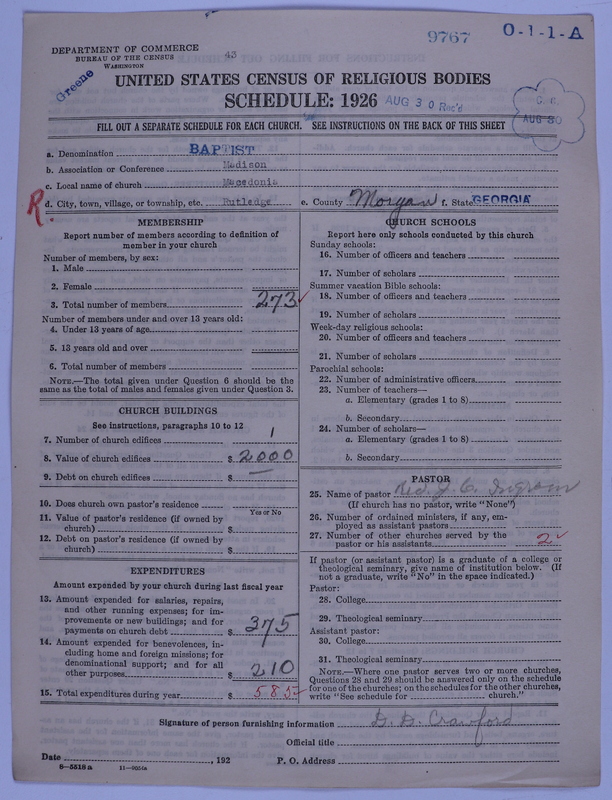 DEPARTMENT OF COMMERCE
BUREAU OF THE CENSUS
WASHINGTON
43
9767
O-1-1-A
Greene
UNITED STATES CENSUS OF RELIGIOUS BODIES
SCHEDULE: 1926
AUG 30 Rec'd
AUG 30
FILL OUT A SEPARATE SCHEDULE FOR EACH CHURCH. SEE INSTRUCTIONS ON THE BACK OF THIS SHEET
a. Denomination BAPTIST
b. Association or Conference Madison
c. Local name of church Macedonia
R. d. City, town, village, or township, etc. Rutledge e. County Morgan f. State GEORGIA
MEMBERSHIP
Report number of members according to definition of
member in your church
Number of members, by sex:
1. Male
2. Female
3. Total number of members 273
Number of members under and over 13 years old:
4. Under 13 years of age
5. 13 years old and over
6. Total number of members
NOTE.—The total given under Question 6 should be
same as the total of males and females given under Question 3.
CHURCH BUILDINGS
See instructions, paragraphs 10 to 12
7. Number of church edifices 1
8. Value of church edifices $ 2000
9. Debt on church edifices $ —
10. Does church own pastor's residence
Yes or No
11. Value of pastor's residence (if owned by
church) $
12. Debt on pastor's residence (if owned by
church) $
EXPENDITURES
Amount expended by your church during last fiscal year
13. Amount expended for salaries, repairs,
and other running expenses; for im-
provements or new buildings; and for
payments on church debt $ 375
14. Amount expended for benevolences, in-
cluding home and foreign missions; for
denominational support; and for all
other purposes $ 210
15. Total expenditures during year $ 585
CHURCH SCHOOLS
Report here only schools conducted by this church
Sunday schools:
16. Number of officers and teachers
17. Number of scholars
Summer vacation Bible schools:
18. Number of officers and teachers
19. Number of scholars
Week-day religious schools:
20. Number of officers and teachers
21. Number of scholars
Parochial schools:
22. Number of administrative officers
23. Number of teachers—
a. Elementary (grades 1 to 8)
b. Secondary
24. Number of scholars—
a. Elementary (grades 1 to 8)
b. Secondary
PASTOR
25. Name of pastor Rev. J. C. Ingram
(If church has no pastor, write "None")
26. Number of ordained ministers, if any, em-
ployed as assistant pastors
27. Number of other churches served by the
pastor or his assistants 2
If pastor (or assistant pastor) is a graduate of a college or
theological seminary, give name of institution below. (If
not a graduate, write "No" in the space indicated.)
Pastor:
28. College
29. Theological seminary
Assistant pastor:
30. College
31. Theological seminary
NOTE.—Where one pastor serves two or more churches,
Questions 28 and 29 should be answered only on the schedule
for one of the churches; on the schedules for the other churches,
write "See schedule for church."
Signature of person furnishing information G. G. Crawford
Official title
Date , 192 P. O. Address
8—5518 a